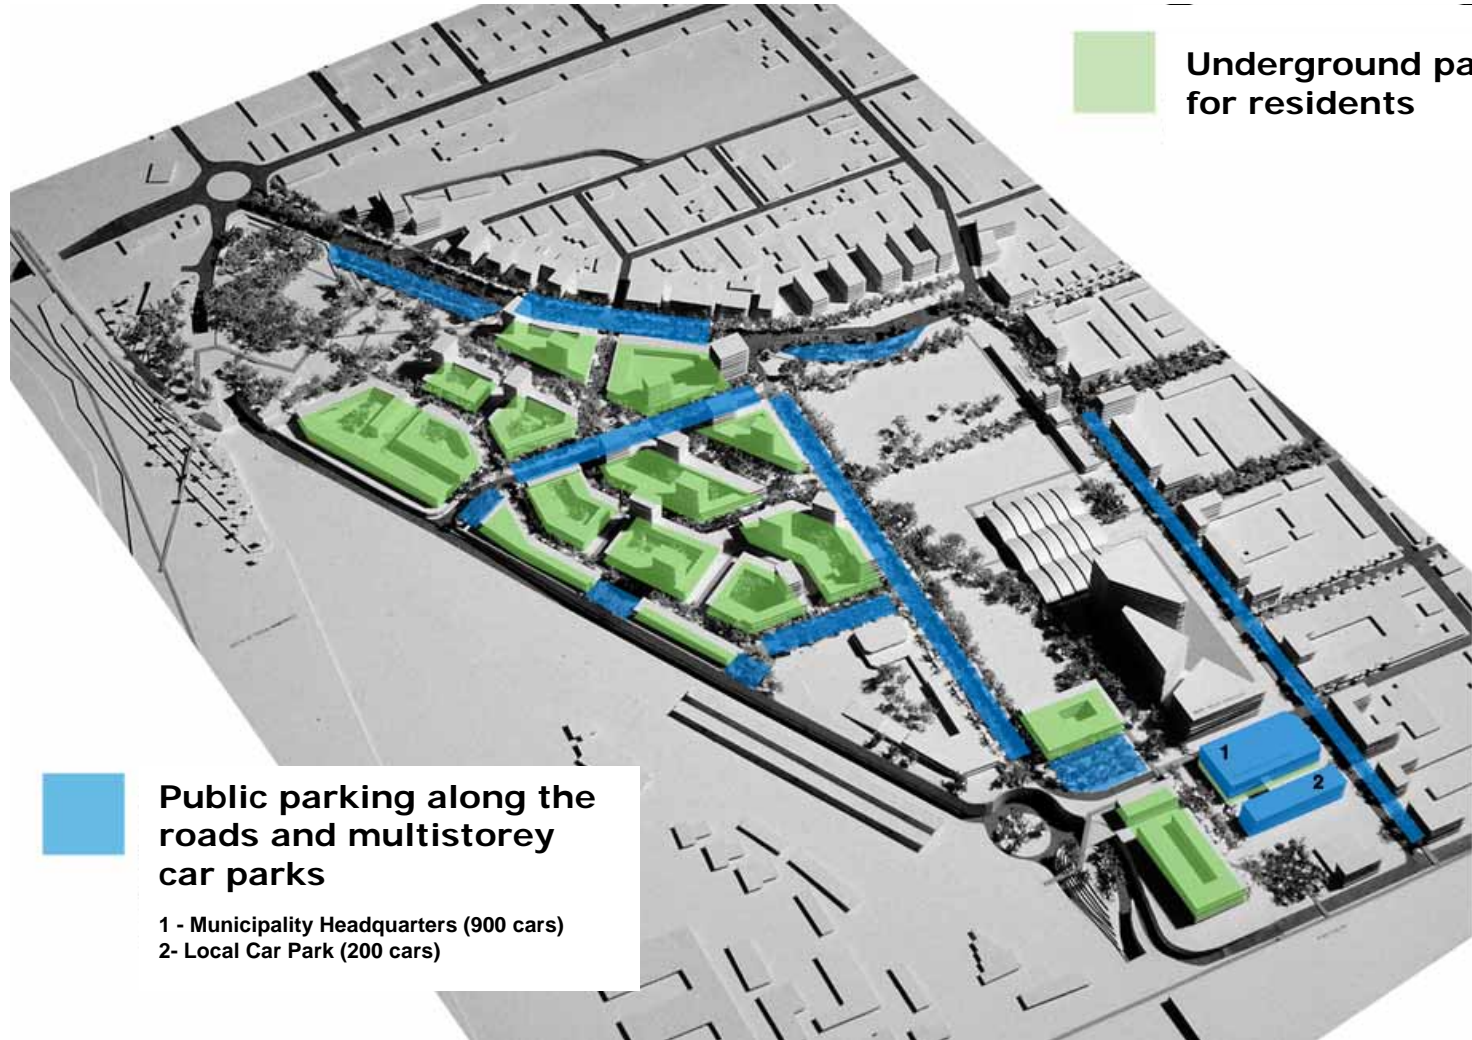 Underground pa
for residents
1
2
Public parking along the
roads and multistorey
car parks
1 - Municipality Headquarters (900 cars)
2- Local Car Park (200 cars)